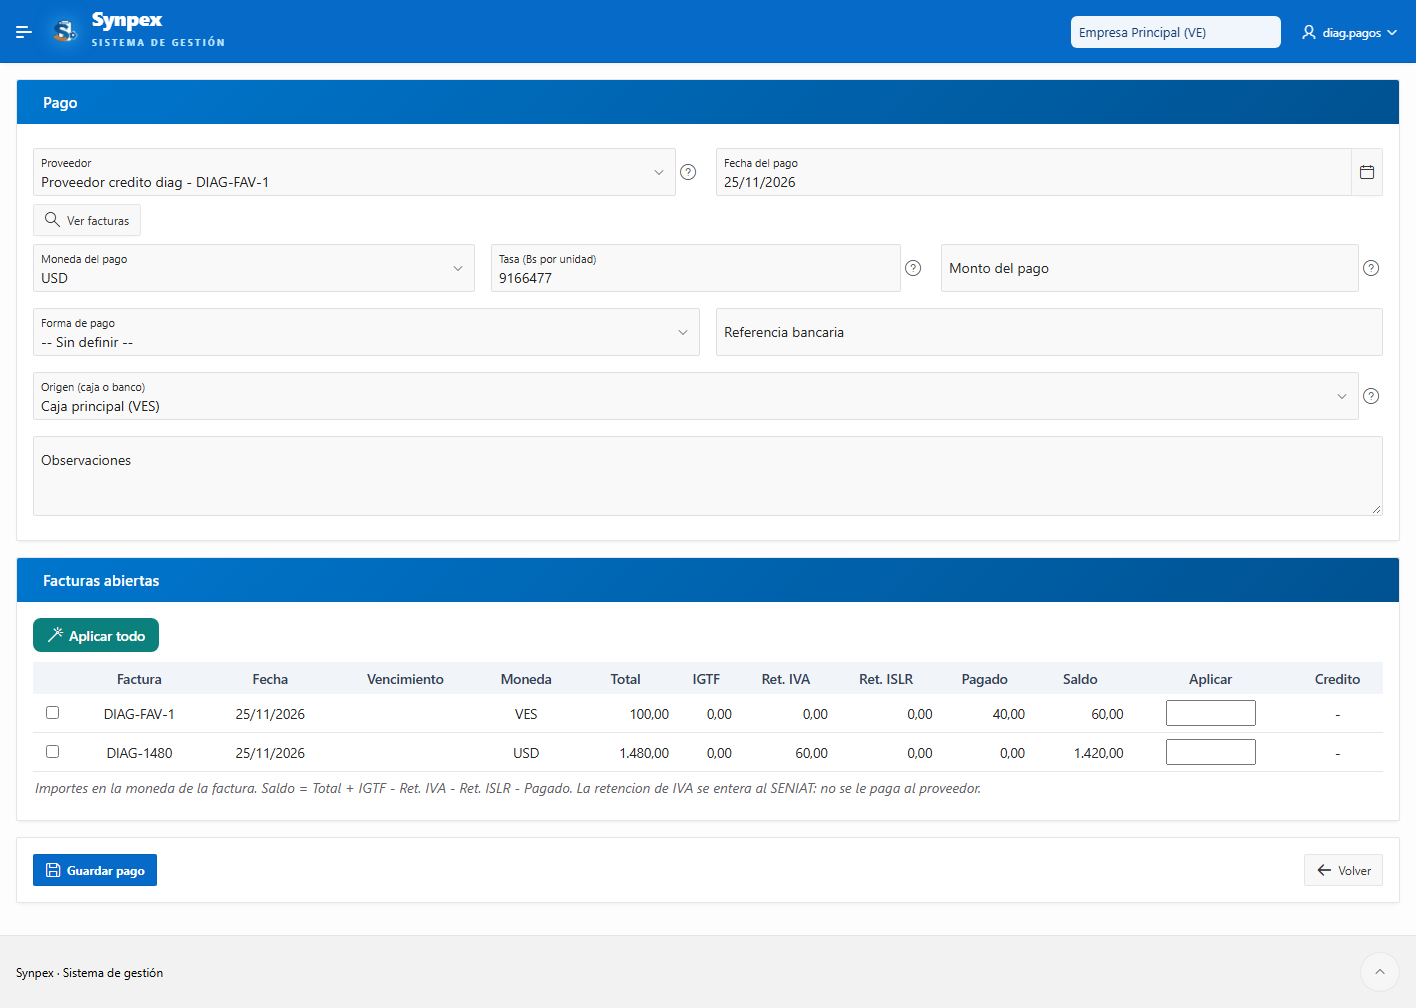 Synpex
SISTEMA DE GESTIÓN
Empresa Principal (VE)
diag.pagos
Pago
Proveedor
Proveedor credito diag - DIAG-FAV-1
Fecha del pago
25/11/2026
Ver facturas
Moneda del pago
USD
Tasa (Bs por unidad)
9166477
Monto del pago
Forma de pago
-- Sin definir --
Referencia bancaria
Origen (caja o banco)
Caja principal (VES)
Observaciones
Facturas abiertas
Aplicar todo
Factura Fecha Vencimiento Moneda Total IGTF Ret. IVA Ret. ISLR Pagado Saldo Aplicar Credito
DIAG-FAV-1 25/11/2026 VES 100,00 0,00 0,00 0,00 40,00 60,00 -
DIAG-1480 25/11/2026 USD 1.480,00 0,00 60,00 0,00 0,00 1.420,00 -
Importes en la moneda de la factura. Saldo = Total + IGTF - Ret. IVA - Ret. ISLR - Pagado. La retencion de IVA se entera al SENIAT: no se le paga al proveedor.
Guardar pago
Volver
Synpex · Sistema de gestión